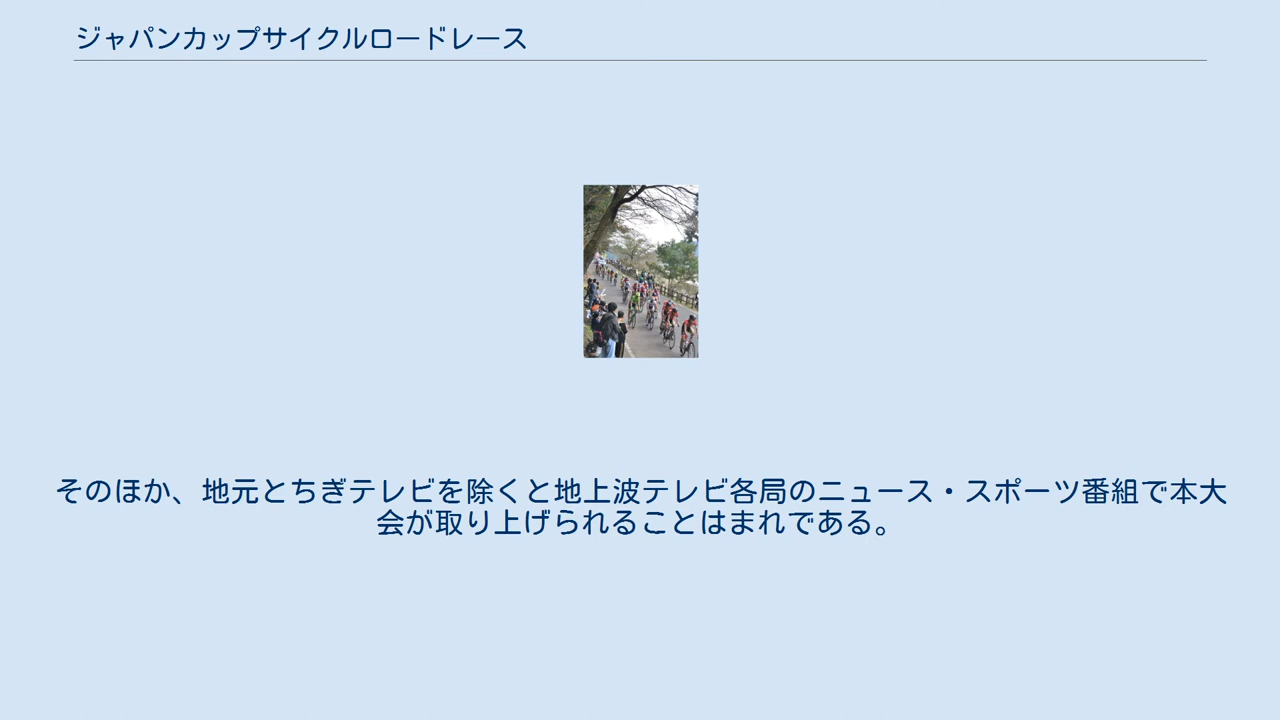 ジャパンカップサイクルロードレース
そのほか、地元とちぎテレビを除くと地上波テレビ各局のニュース・スポーツ番組で本大
会が取り上げられることはまれである。